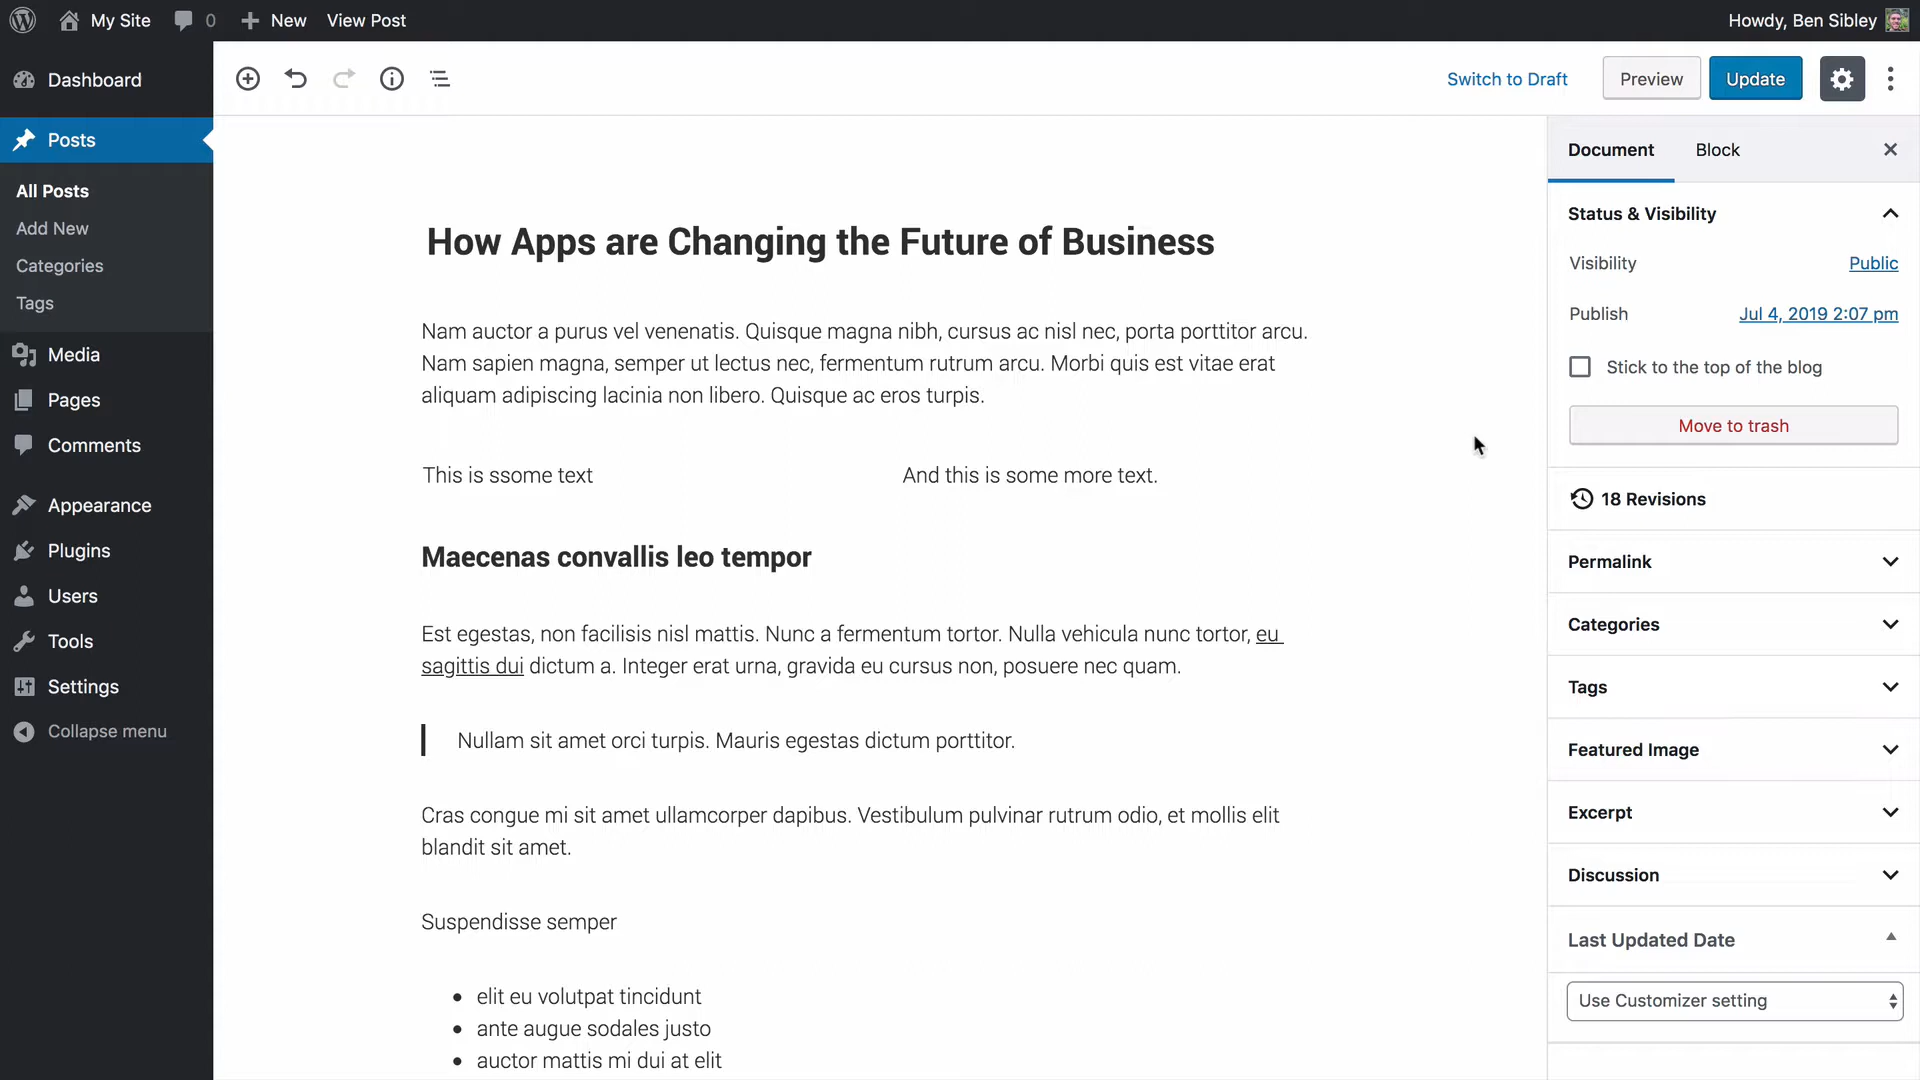 My Site
0
New
View Post
Howdy, Ben Sibley
Dashboard
Posts
All Posts
Add New
Categories
Tags
Media
Pages
Comments
Appearance
Plugins
Users
Tools
Settings
Collapse menu
Switch to Draft
Preview
Update
How Apps are Changing the Future of Business
Nam auctor a purus vel venenatis. Quisque magna nibh, cursus ac nisl nec, porta porttitor arcu.
Nam sapien magna, semper ut lectus nec, fermentum rutrum arcu. Morbi quis est vitae erat
aliquam adipiscing lacinia non libero. Quisque ac eros turpis.
This is ssome text
And this is some more text.
Maecenas convallis leo tempor
Est egestas, non facilisis nisl mattis. Nunc a fermentum tortor. Nulla vehicula nunc tortor, eu
sagittis dui dictum a. Integer erat urna, gravida eu cursus non, posuere nec quam.
Nullam sit amet orci turpis. Mauris egestas dictum porttitor.
Cras congue mi sit amet ullamcorper dapibus. Vestibulum pulvinar rutrum odio, et mollis elit
blandit sit amet.
Suspendisse semper
• elit eu volutpat tincidunt
• ante augue sodales justo
• auctor mattis mi dui at elit
Document
Block
Status & Visibility
Visibility
Public
Publish
Jul 4, 2019 2:07 pm
Stick to the top of the blog
Move to trash
18 Revisions
Permalink
Categories
Tags
Featured Image
Excerpt
Discussion
Last Updated Date
Use Customizer setting